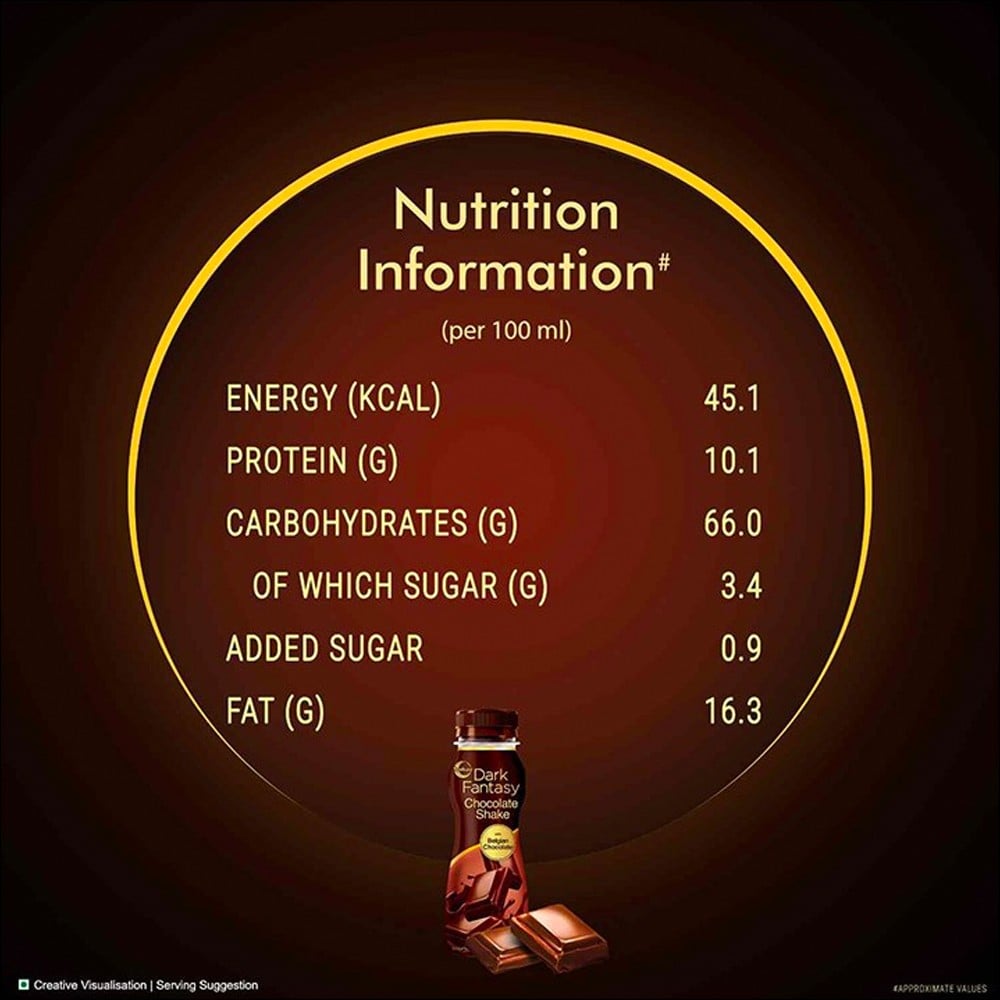 Nutrition
Information#
(per 100 ml)
ENERGY (KCAL) 45.1
PROTEIN (G) 10.1
CARBOHYDRATES (G) 66.0
OF WHICH SUGAR (G) 3.4
ADDED SUGAR 0.9
FAT (G) 16.3
Dark
Fantasy
Chocolate
Shake
Belgian
Chocolate
Creative Visualisation | Serving Suggestion
#APPROXIMATE VALUES